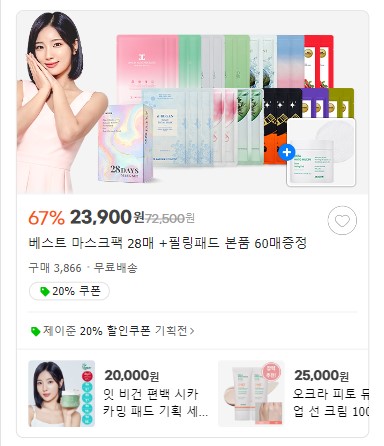 28DAYS
67% 23,900원 72,500원
베스트 마스크팩 28매 +필링패드 본품 60매증정
구매 3,866 · 무료배송
20% 쿠폰
제이준 20% 할인쿠폰 기획전 >
20,000원
잇 비건 편백 시카
카밍 패드 기획 세...
25,000원
오크라 피토 튜
업 선 크림 100